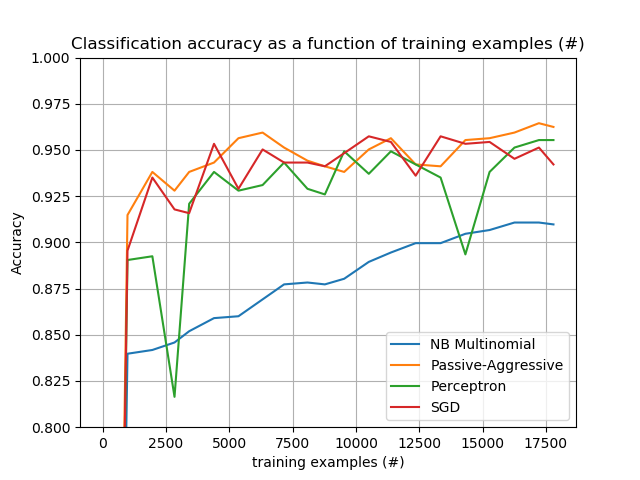 Classification accuracy as a function of training examples (#)
1.000
0.975
0.950
0.925
0.900
0.875
0.850
0.825
0.800
Accuracy
NB Multinomial
Passive-Aggressive
Perceptron
SGD
0 2500 5000 7500 10000 12500 15000 17500
training examples (#)